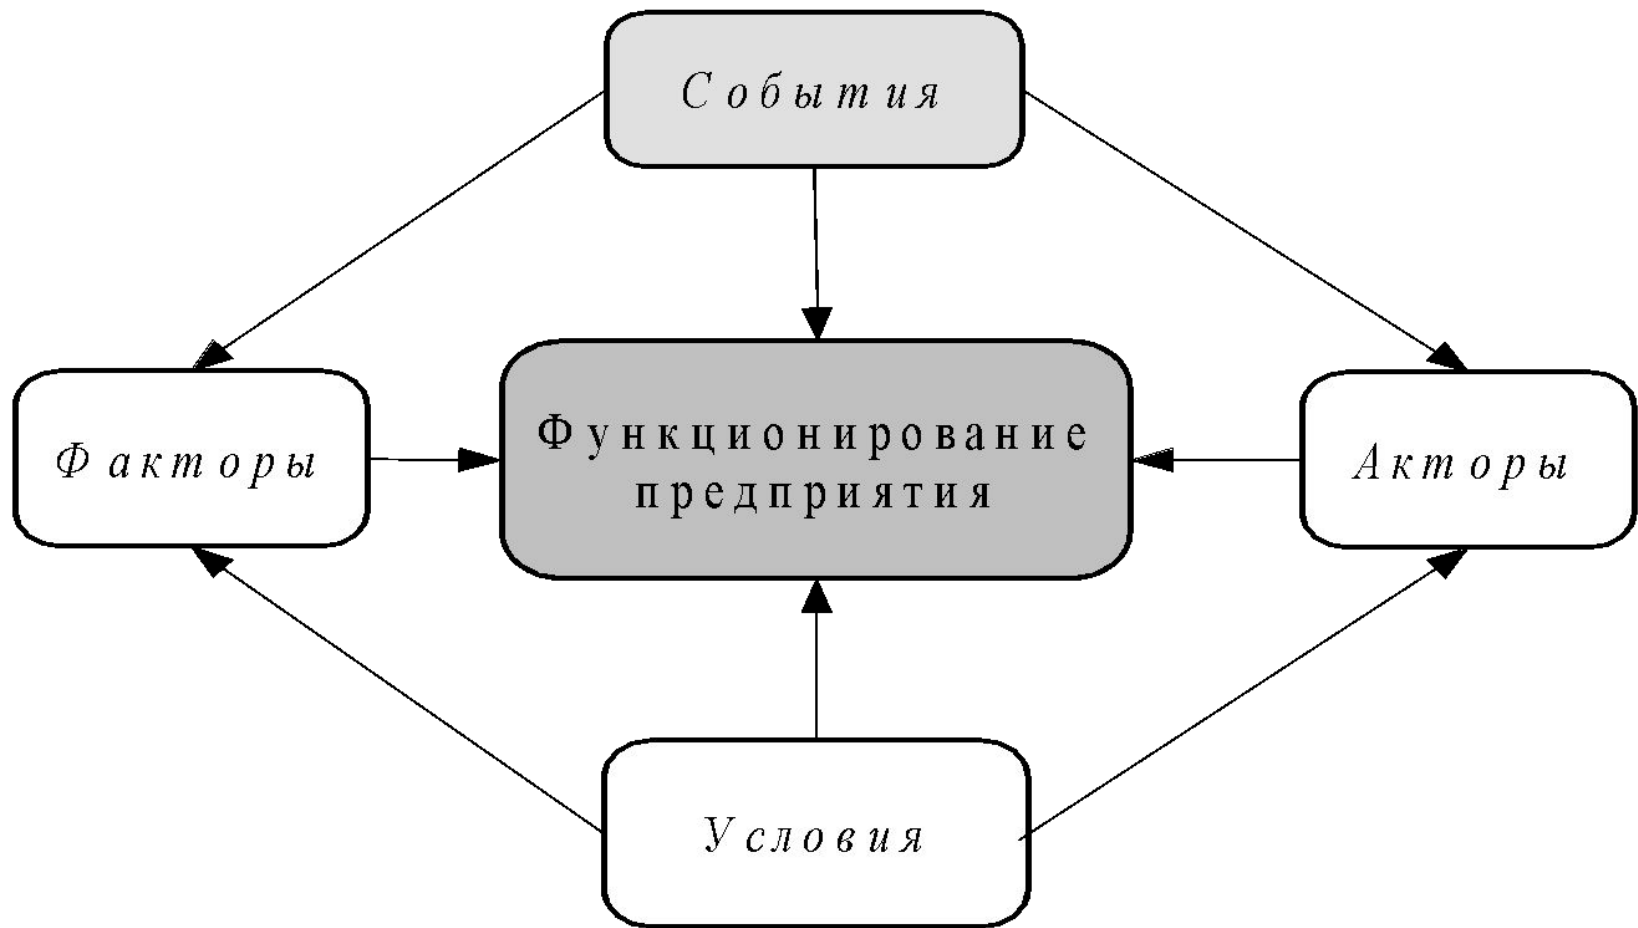 События
Факторы
Функционирование
предприятия
Акторы
Условия